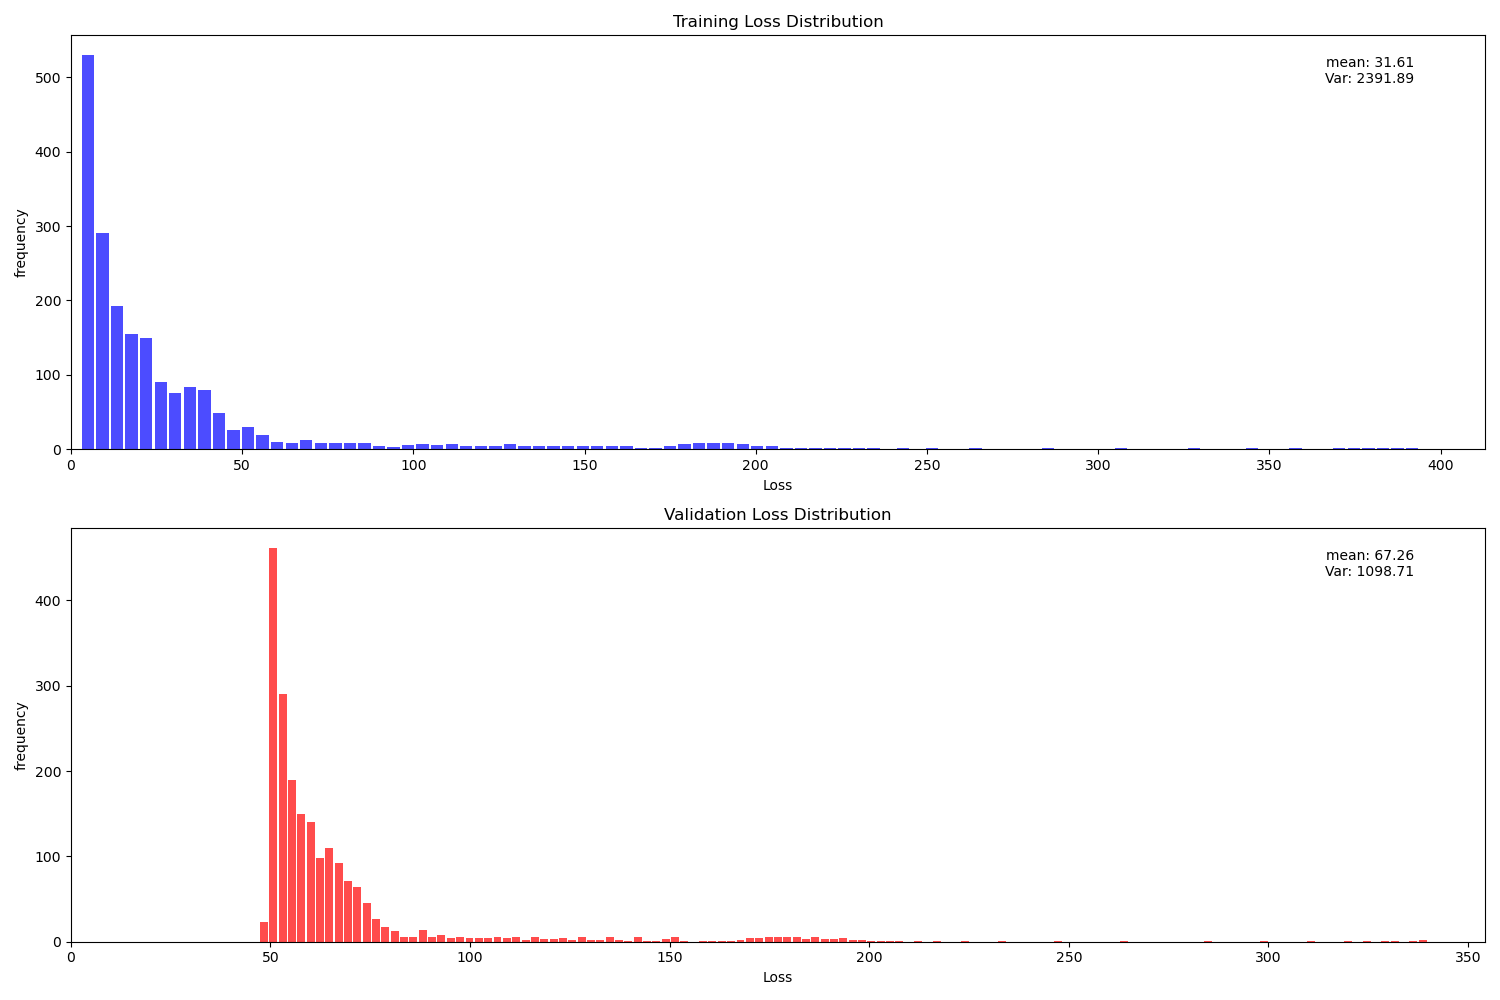 Training Loss Distribution
mean: 31.61
Var: 2391.89
500
400
300
200
100
0
frequency
0 50 100 150 200 250 300 350 400
Loss
Validation Loss Distribution
mean: 67.26
Var: 1098.71
400
300
200
100
0
frequency
0 50 100 150 200 250 300 350
Loss